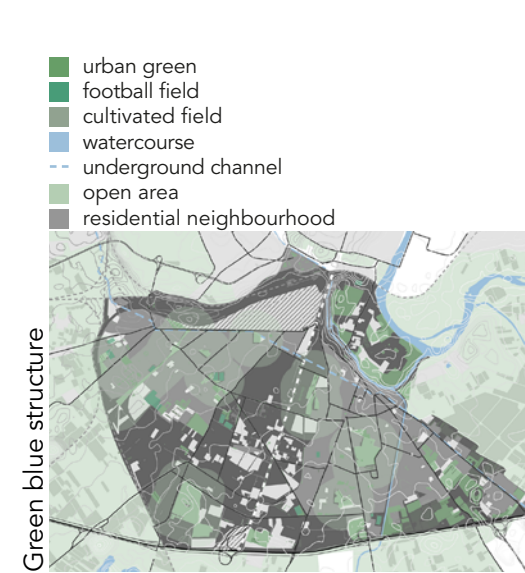 urban green
football field
cultivated field
watercourse
underground channel
open area
residential neighbourhood
Green blue structure